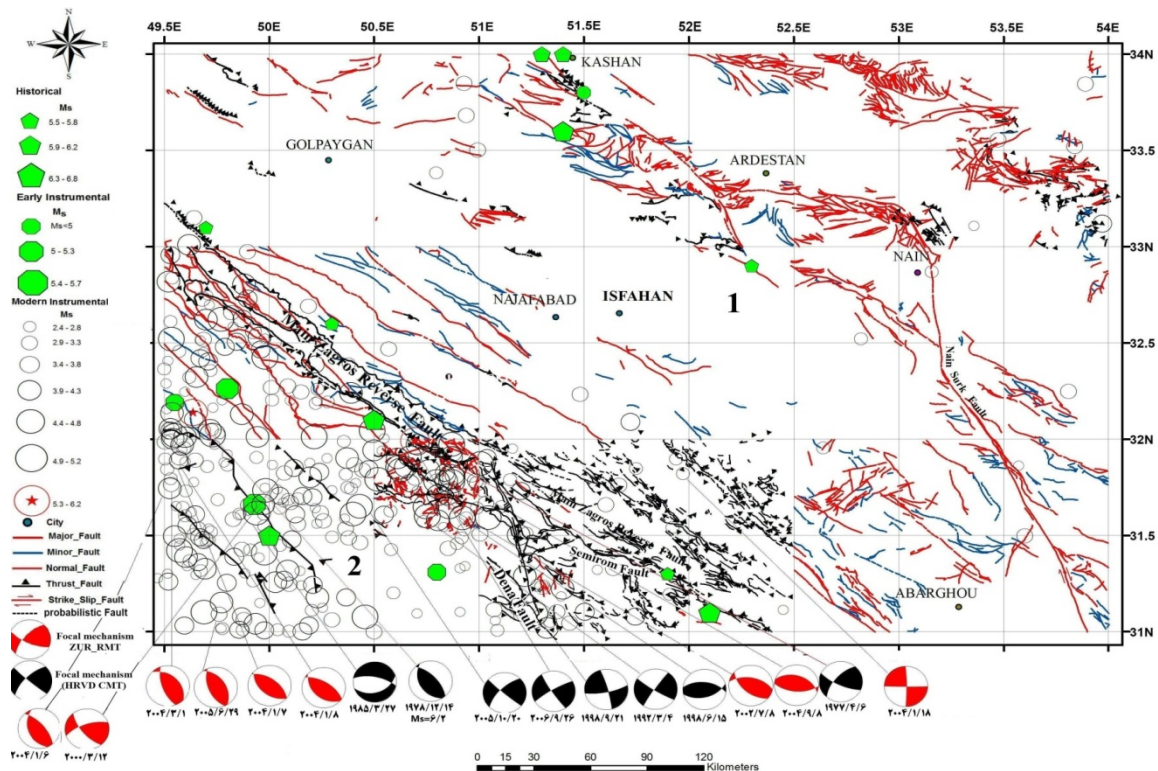 49.5E 50E 50.5E 51E 51.5E 52E 52.5E 53E 53.5E 54E
N
W E
S
Historical
Ms
5.5 - 5.8
5.9 - 6.2
6.3 - 6.8
Early Instrumental
Ms
Ms<5
5 - 5.3
5.4 - 5.7
Modern Instrumental
Ms
2.4 - 2.8
2.9 - 3.3
3.4 - 3.8
3.9 - 4.3
4.4 - 4.8
4.9 - 5.2
5.3 - 6.2
City
Major_Fault
Minor_Fault
Normal_Fault
Thrust_Fault
Strike_Slip_Fault
probabilistic Fault
Focal mechanism
ZUR_RMT
Focal mechanism
(HRVD CMT)
34N
KASHAN
GOLPAYGAN
33.5N
ARDESTAN
33N
NAIN
NAJAFABAD
ISFAHAN
1
Main Zagros Reverse Fault
32.5N
Nain Surk Fault
32N
Main Zagros Reverse Fault
Semirom Fault
31.5N
2
Dena Fault
ABARGHOU
31N
۲۰۰۴/۳/۱ ۲۰۰۵/۶/۲۹ ۲۰۰۴/۱/۷ ۲۰۰۴/۱/۸ ۱۹۸۵/۳/۲۷ ۱۹۷۸/۱۲/۱۴ ۲۰۰۵/۱۰/۲۰ ۲۰۰۶/۹/۲۶ ۱۹۹۸/۹/۲۱ ۱۹۹۲/۳/۴ ۱۹۹۸/۶/۱۵ ۲۰۰۲/۷/۸ ۲۰۰۴/۹/۸ ۱۹۷۷/۴/۶ ۲۰۰۴/۱/۱۸
Ms=۶/۲
۲۰۰۴/۱/۶ ۲۰۰۰/۳/۱۲
0 15 30 60 90 120
Kilometers